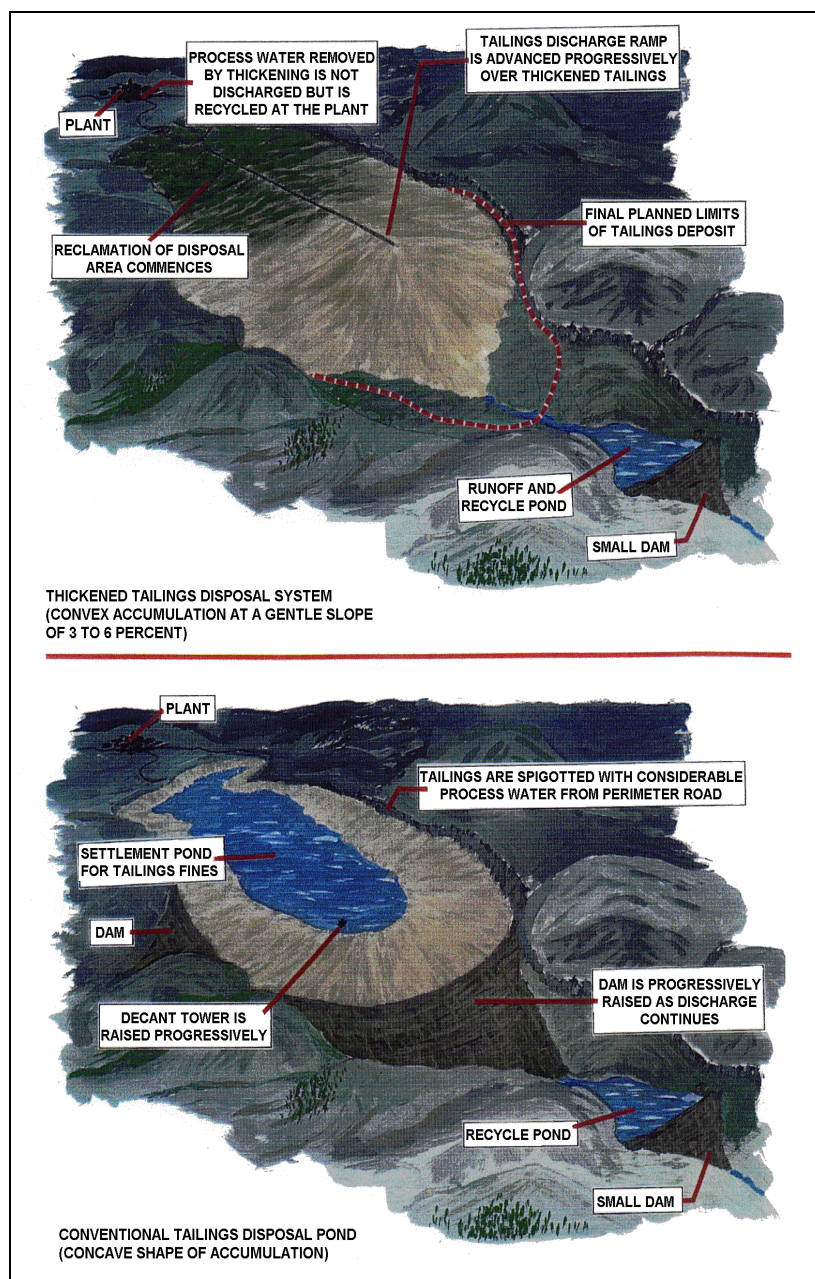 TAILINGS DISCHARGE RAMP
IS ADVANCED PROGRESSIVELY
OVER THICKENED TAILINGS
PROCESS WATER REMOVED
BY THICKENING IS NOT
DISCHARGED BUT IS
RECYCLED AT THE PLANT
PLANT
FINAL PLANNED LIMITS
OF TAILINGS DEPOSIT
RECLAMATION OF DISPOSAL
AREA COMMENCES
RUNOFF AND
RECYCLE POND
SMALL DAM
THICKENED TAILINGS DISPOSAL SYSTEM
(CONVEX ACCUMULATION AT A GENTLE SLOPE
OF 3 TO 6 PERCENT)
PLANT
TAILINGS ARE SPIGOTTED WITH CONSIDERABLE
PROCESS WATER FROM PERIMETER ROAD
SETTLEMENT POND
FOR TAILINGS FINES
DAM
DECANT TOWER IS
RAISED PROGRESSIVELY
DAM IS PROGRESSIVELY
RAISED AS DISCHARGE
CONTINUES
RECYCLE POND
SMALL DAM
CONVENTIONAL TAILINGS DISPOSAL POND
(CONCAVE SHAPE OF ACCUMULATION)